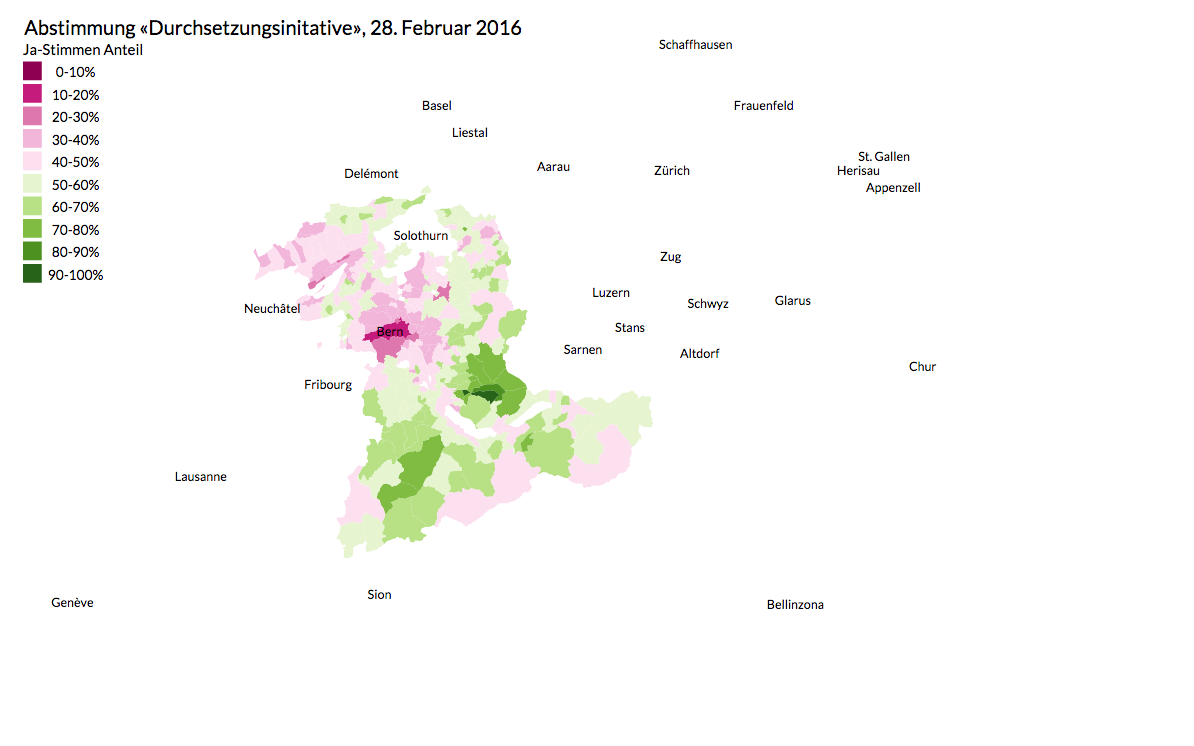 Abstimmung «Durchsetzungsinitative», 28. Februar 2016
Ja-Stimmen Anteil
0-10%
10-20%
20-30%
30-40%
40-50%
50-60%
60-70%
70-80%
80-90%
90-100%
Schaffhausen
Basel
Frauenfeld
Liestal
St. Gallen
Aarau
Zürich
Herisau
Delémont
Appenzell
Solothurn
Zug
Luzern
Schwyz
Glarus
Neuchâtel
Stans
Bern
Sarnen
Altdorf
Chur
Fribourg
Lausanne
Sion
Genève
Bellinzona